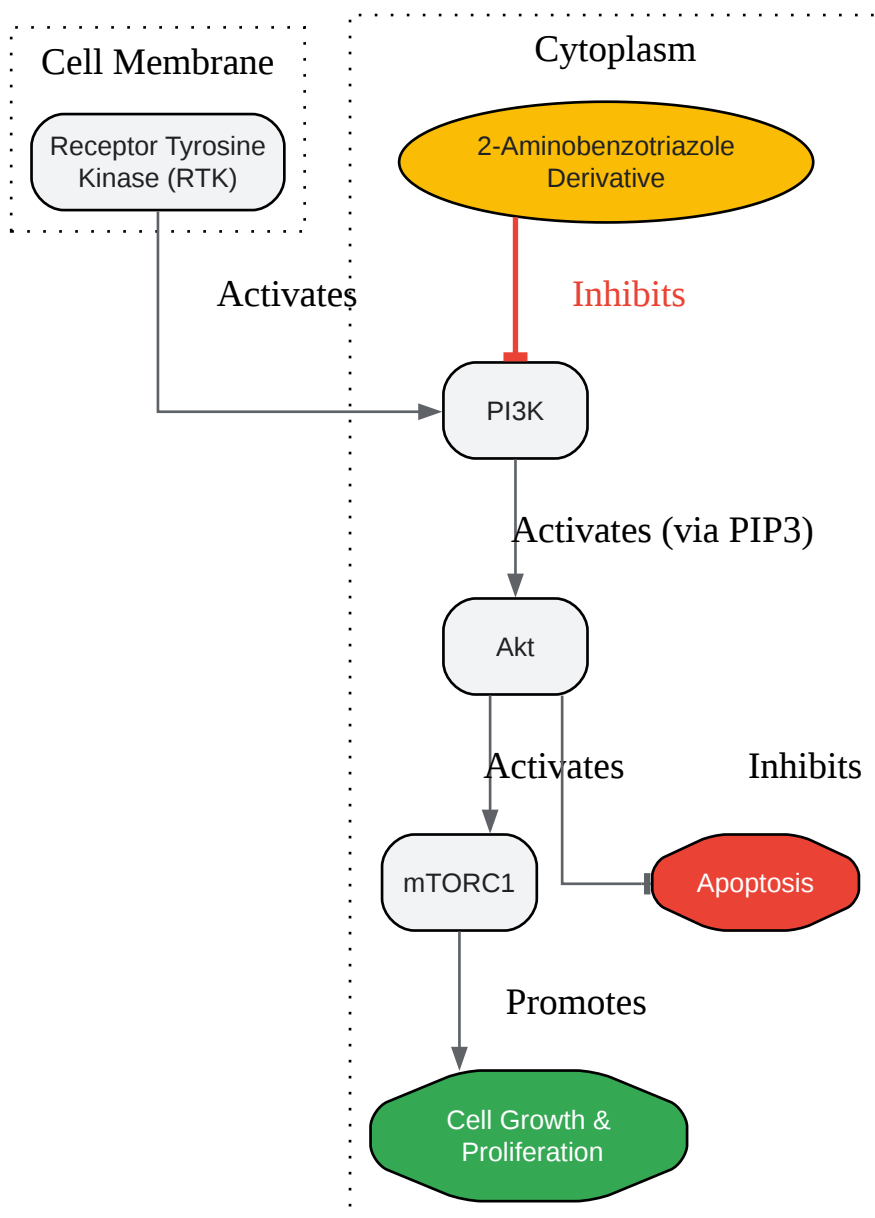 Cell Membrane
Cytoplasm
Receptor Tyrosine
Kinase (RTK)
2-Aminobenzotriazole
Derivative
Activates
Inhibits
PI3K
Activates (via PIP3)
Akt
Activates
Inhibits
mTORC1
Apoptosis
Promotes
Cell Growth &
Proliferation